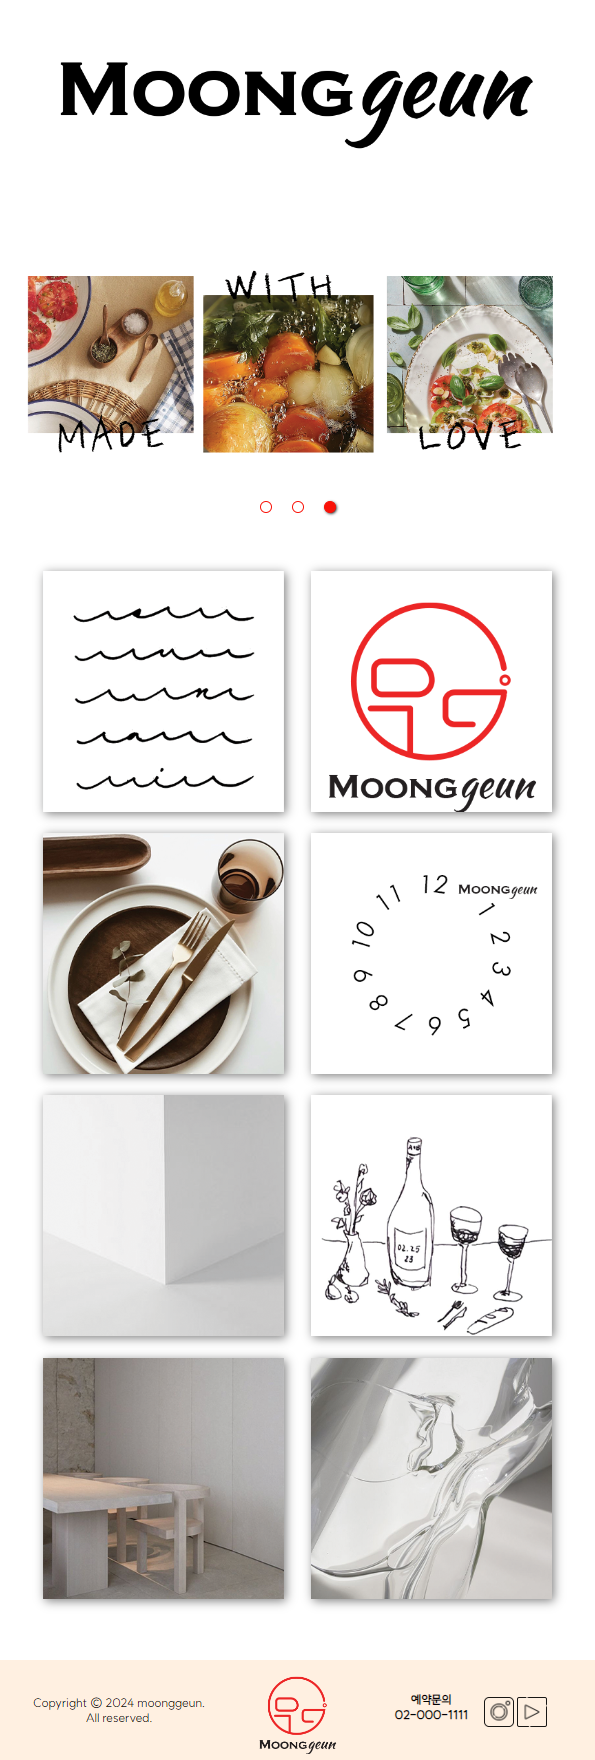 MOONGgeun
WITH
MADE
LOVE
MOONGgeun
12 MOONGgeun
11
1
10
2
9
3
8
4
7
6
5
02.25
23
Copyright © 2024 moonggeun.
All reserved.
MOONGgeun
예약문의
02-000-1111